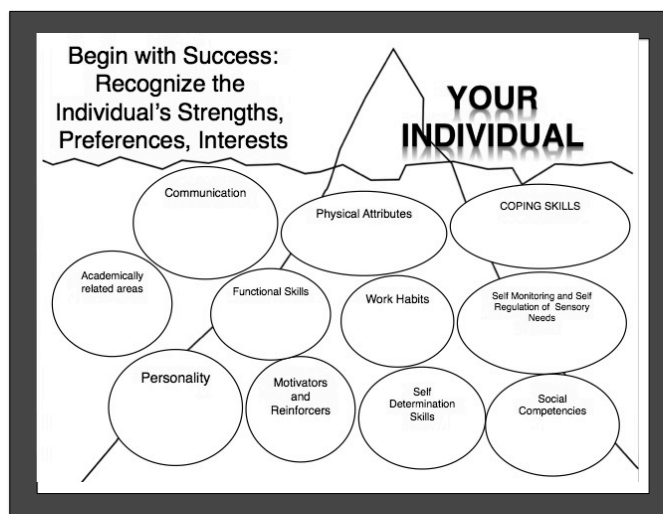 Begin with Success:
Recognize the
Individual's Strengths,
Preferences, Interests
YOUR
INDIVIDUAL
Communication
Physical Attributes
COPING SKILLS
Academically
related areas
Functional Skills
Work Habits
Self Monitoring and Self
Regulation of Sensory
Needs
Personality
Motivators
and
Reinforcers
Self
Determination
Skills
Social
Competencies